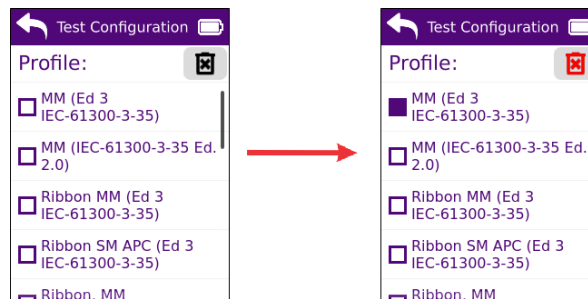 Test Configuration
Profile:
MM (Ed 3
IEC-61300-3-35)
MM (IEC-61300-3-35 Ed.
2.0)
Ribbon MM (Ed 3
IEC-61300-3-35)
Ribbon SM APC (Ed 3
IEC-61300-3-35)
Ribbon, MM
Test Configuration
Profile:
MM (Ed 3
IEC-61300-3-35)
MM (IEC-61300-3-35 Ed.
2.0)
Ribbon MM (Ed 3
IEC-61300-3-35)
Ribbon SM APC (Ed 3
IEC-61300-3-35)
Ribbon, MM